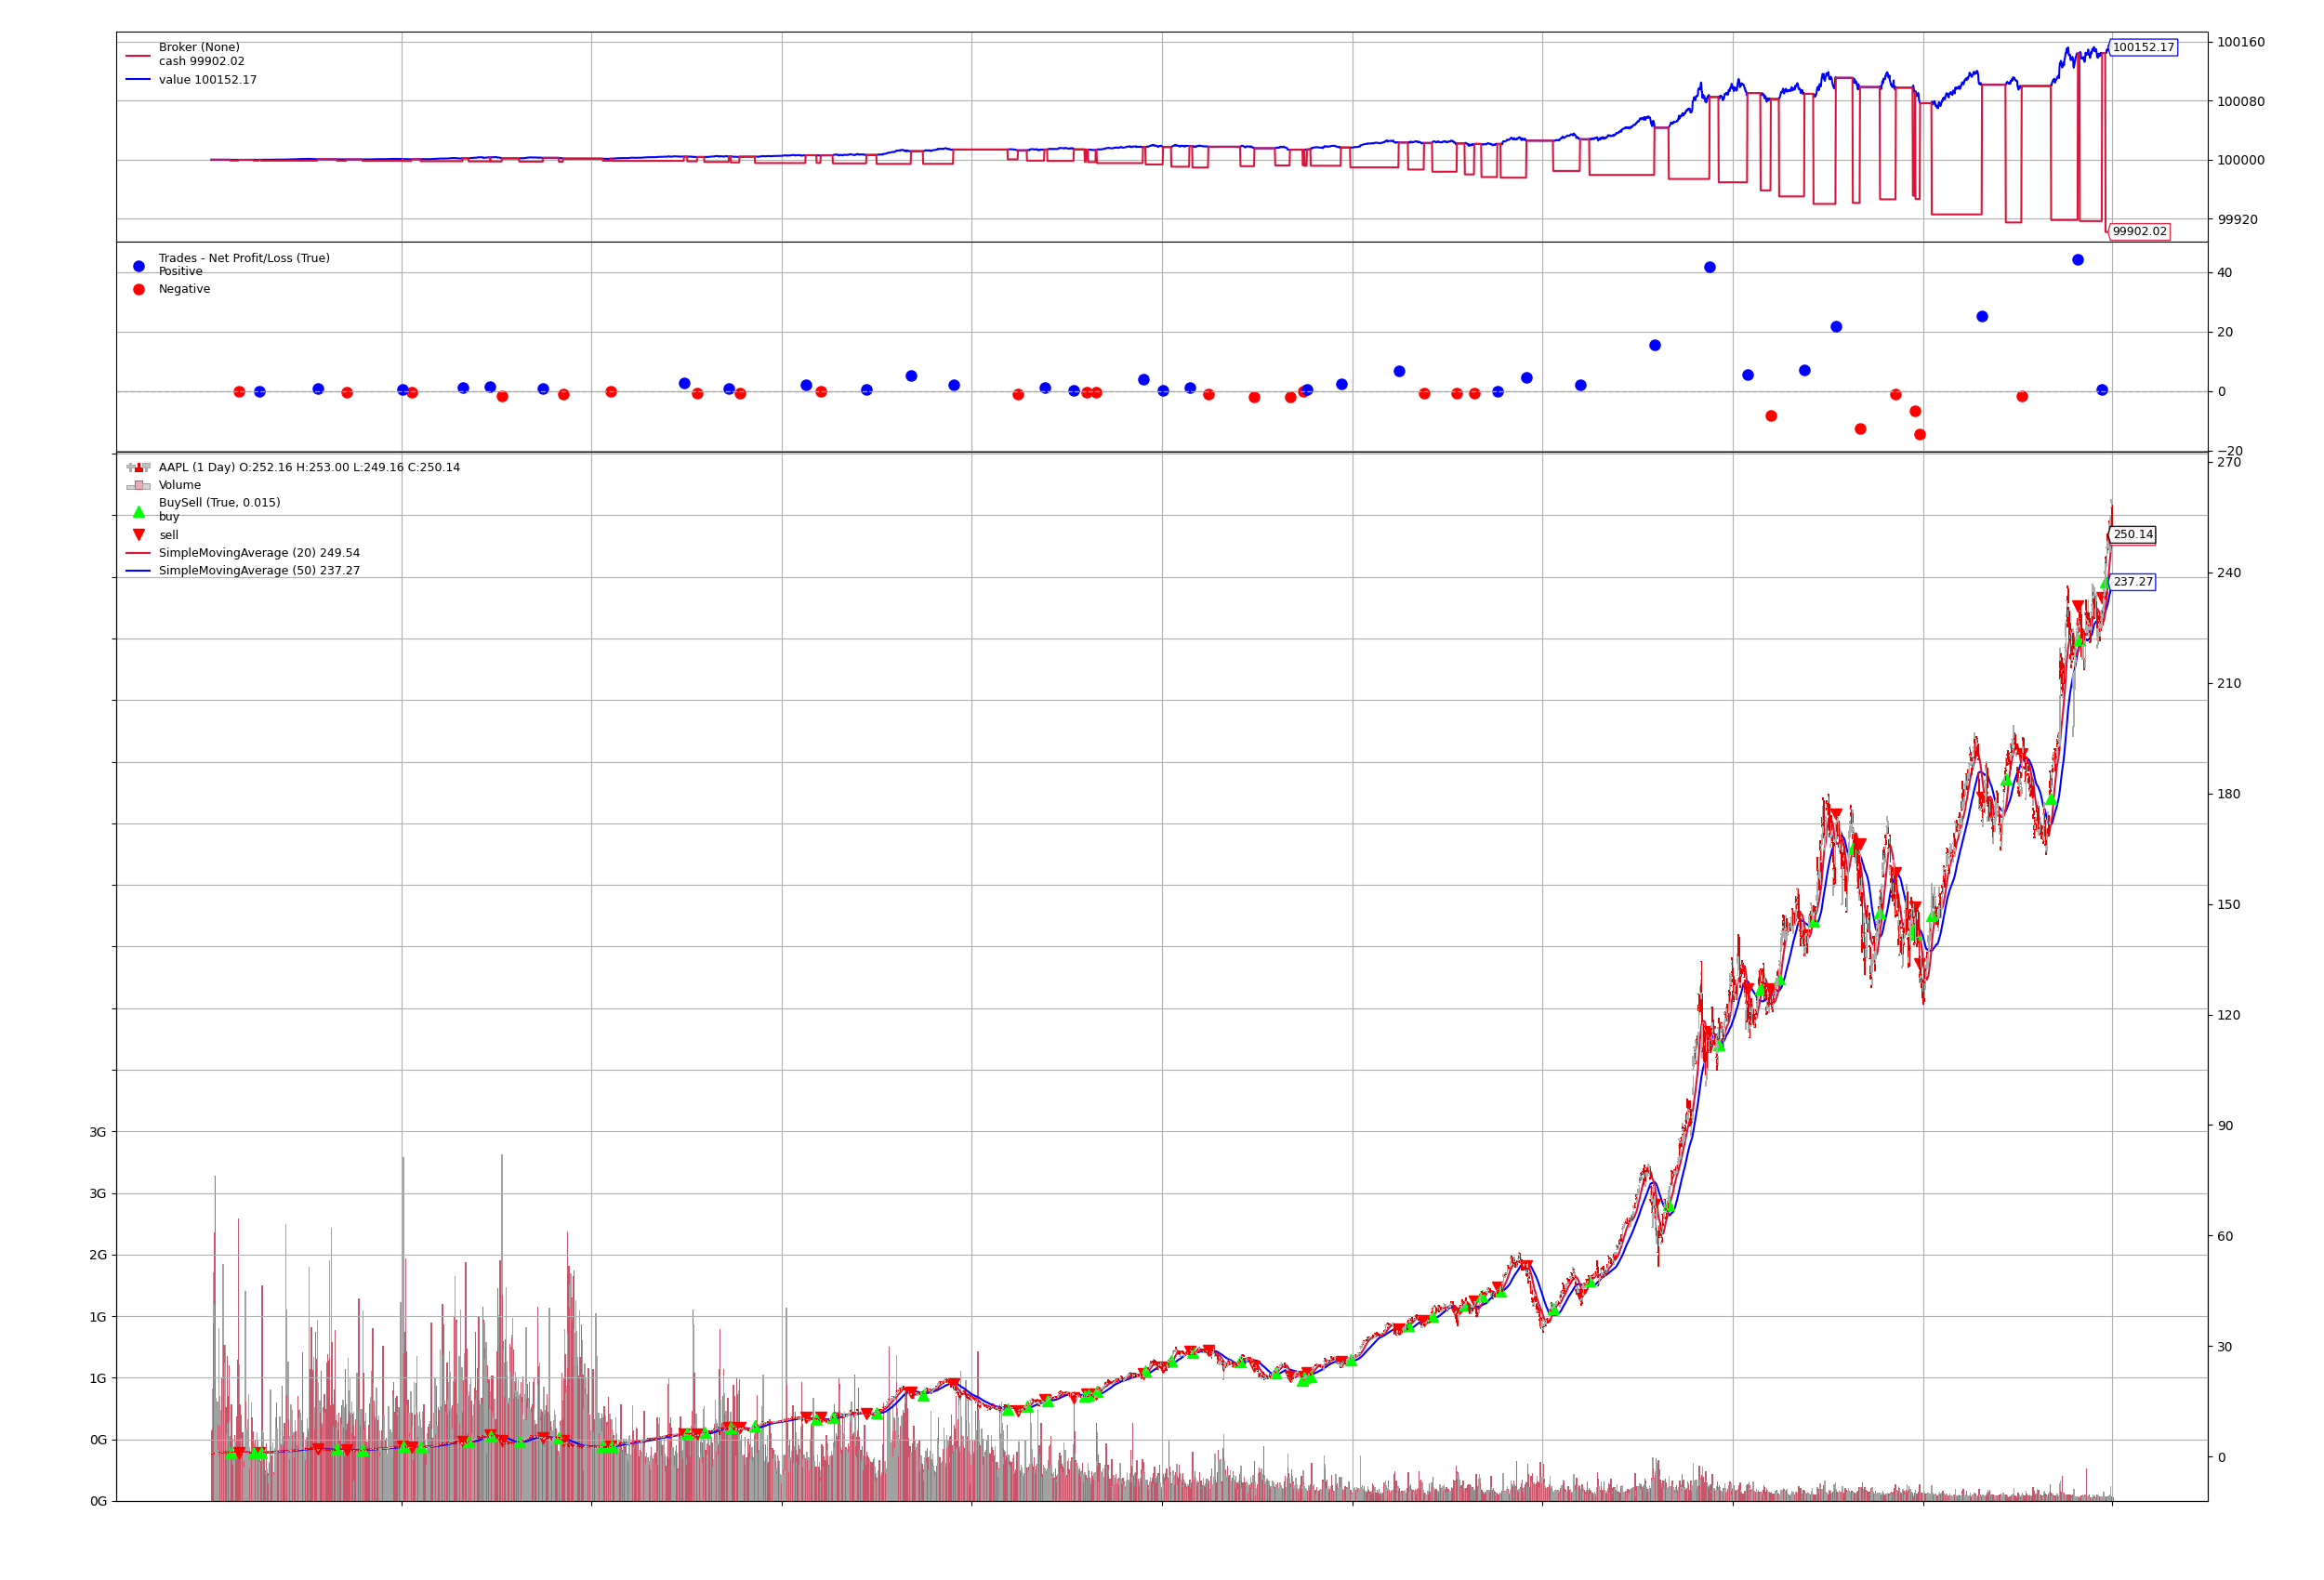 Broker (None)
cash 99902.02
value 100152.17
100160
100152.17
100080
100000
99920
99902.02
Trades - Net Profit/Loss (True)
Positive
Negative
40
20
0
−20
AAPL (1 Day) O:252.16 H:253.00 L:249.16 C:250.14
Volume
BuySell (True, 0.015)
buy
sell
SimpleMovingAverage (20) 249.54
SimpleMovingAverage (50) 237.27
270
250.14
240
237.27
210
180
150
120
90
60
30
0
3G
3G
2G
1G
1G
0G
0G